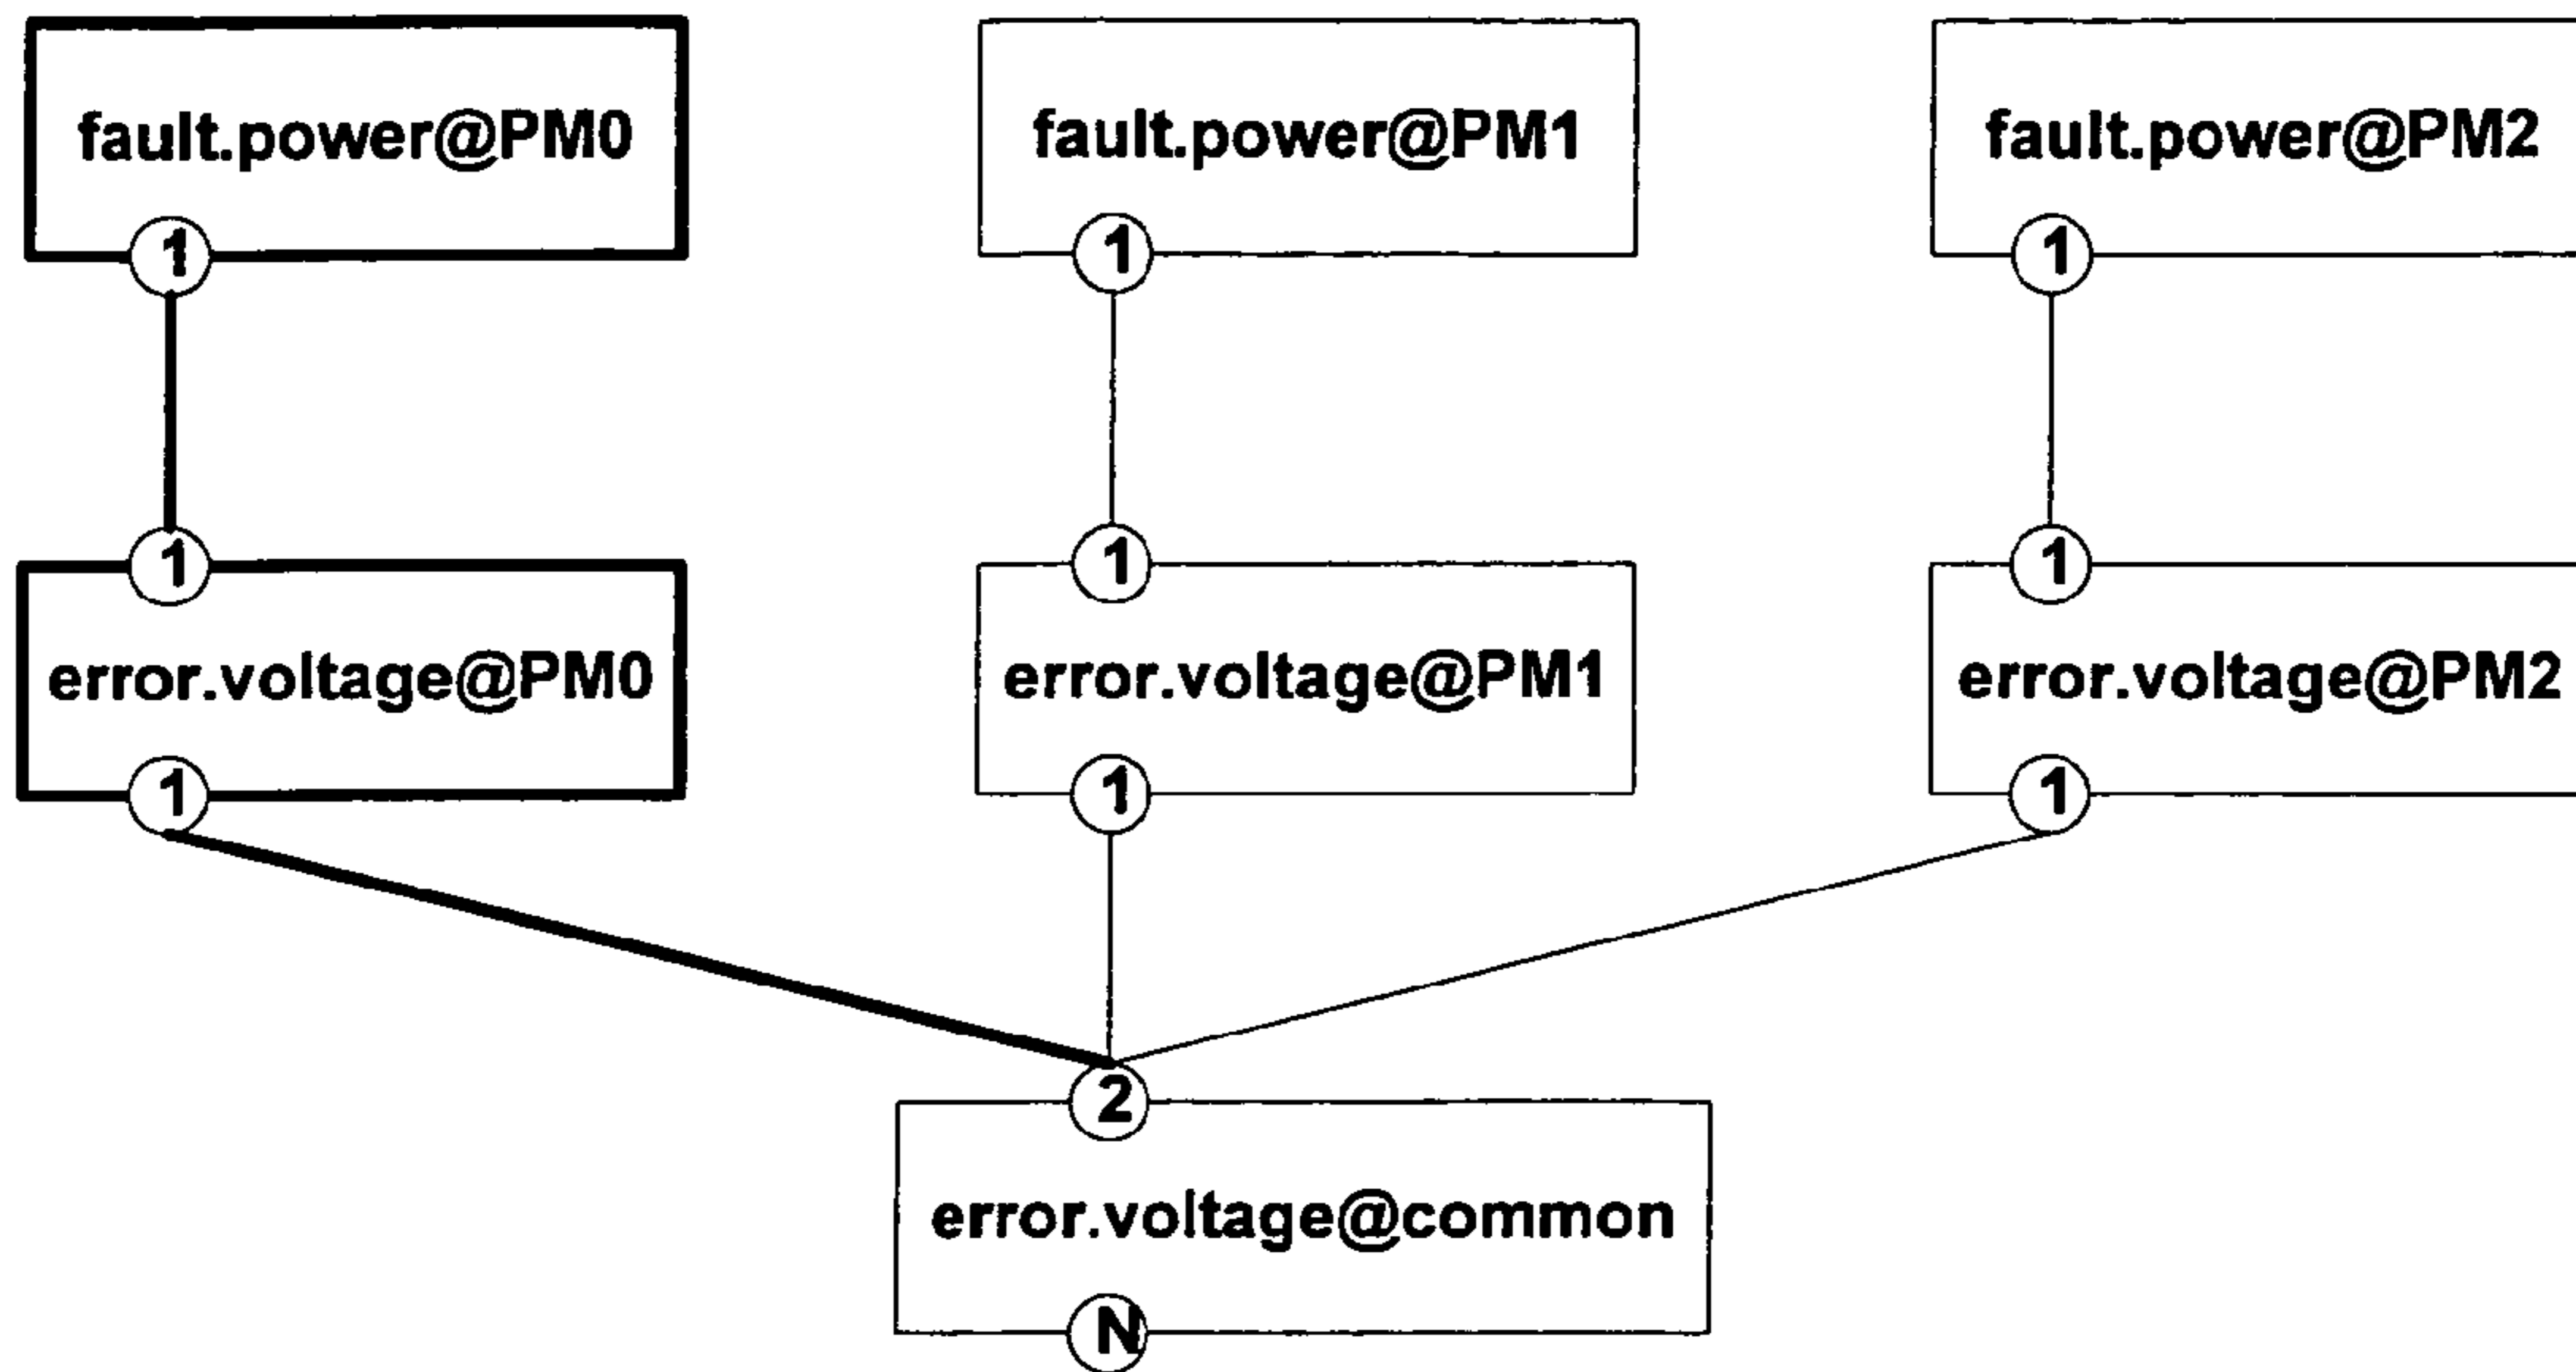 fault.power@PM0
fault.power@PM1
fault.power@PM2
1
1
1
1
1
1
error.voltage@PM0
error.voltage@PM1
error.voltage@PM2
1
1
1
2
error.voltage@common
N